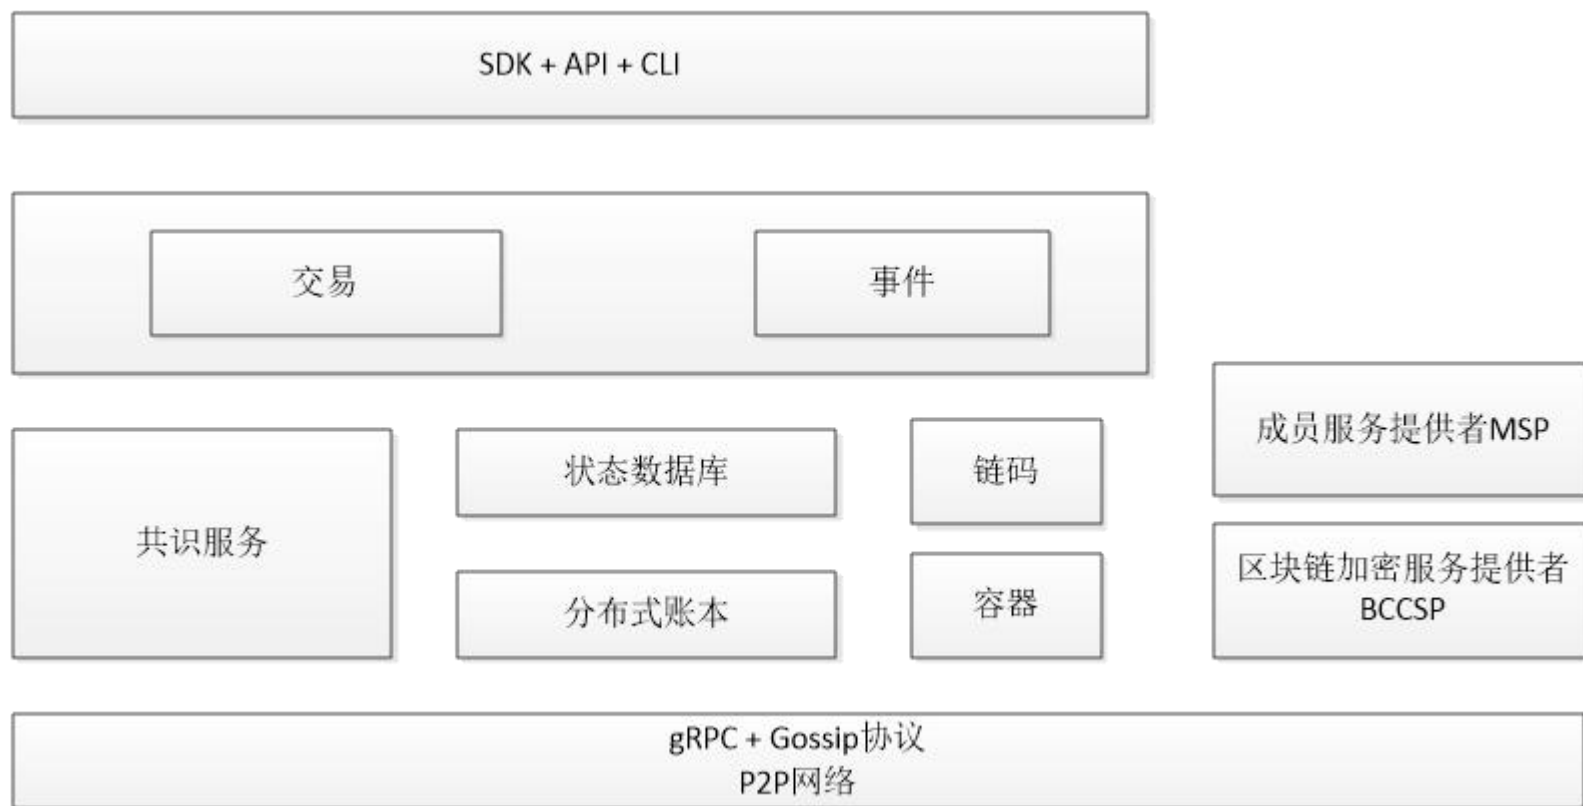 SDK + API + CLI
交易
事件
共识服务
状态数据库
分布式账本
链码
容器
成员服务提供者MSP
区块链加密服务提供者
BCCSP
gRPC + Gossip协议
P2P网络